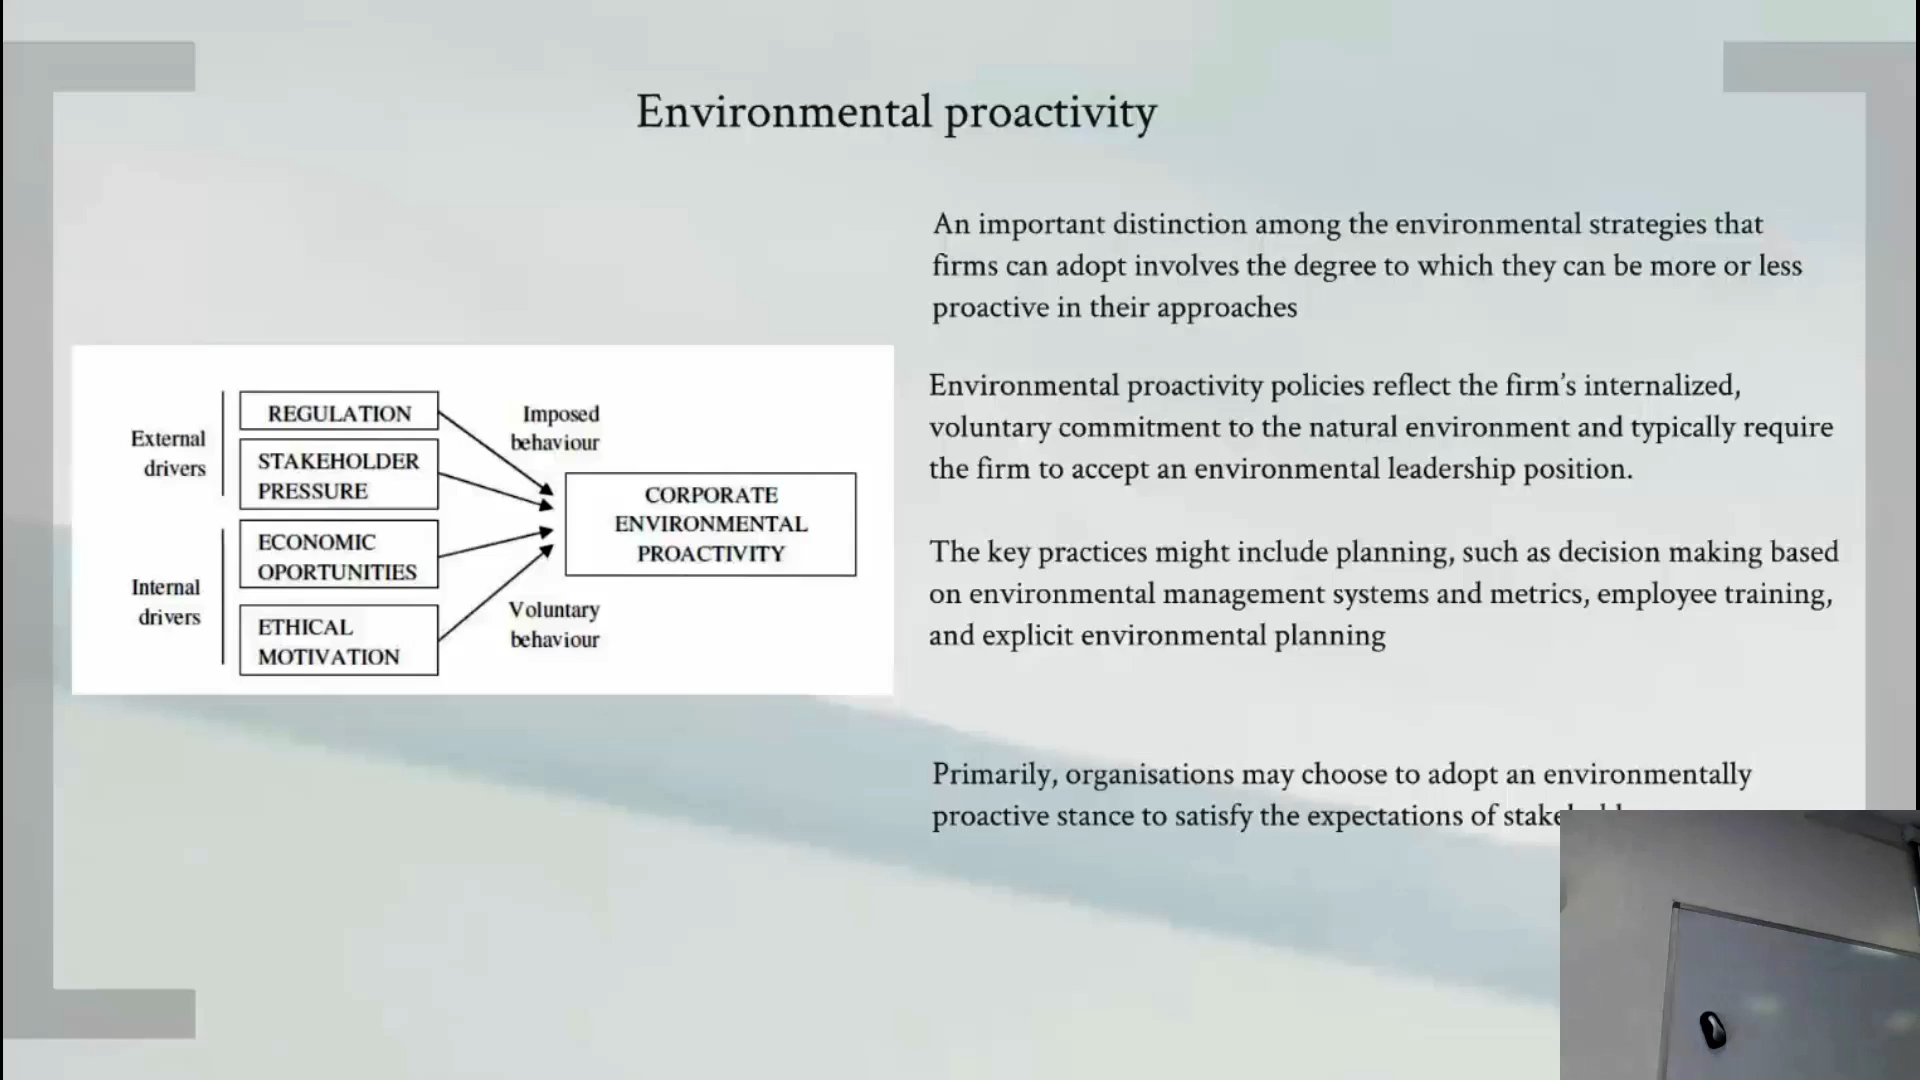 Environmental proactivity
An important distinction among the environmental strategies that
firms can adopt involves the degree to which they can be more or less
proactive in their approaches
Environmental proactivity policies reflect the firm's internalized,
voluntary commitment to the natural environment and typically require
the firm to accept an environmental leadership position.
The key practices might include planning, such as decision making based
on environmental management systems and metrics, employee training,
and explicit environmental planning
Primarily, organisations may choose to adopt an environmentally
proactive stance to satisfy the expectations of
External
drivers
REGULATION
STAKEHOLDER
PRESSURE
Internal
drivers
ECONOMIC
OPORTUNITIES
ETHICAL
MOTIVATION
Imposed
behaviour
Voluntary
behaviour
CORPORATE
ENVIRONMENTAL
PROACTIVITY